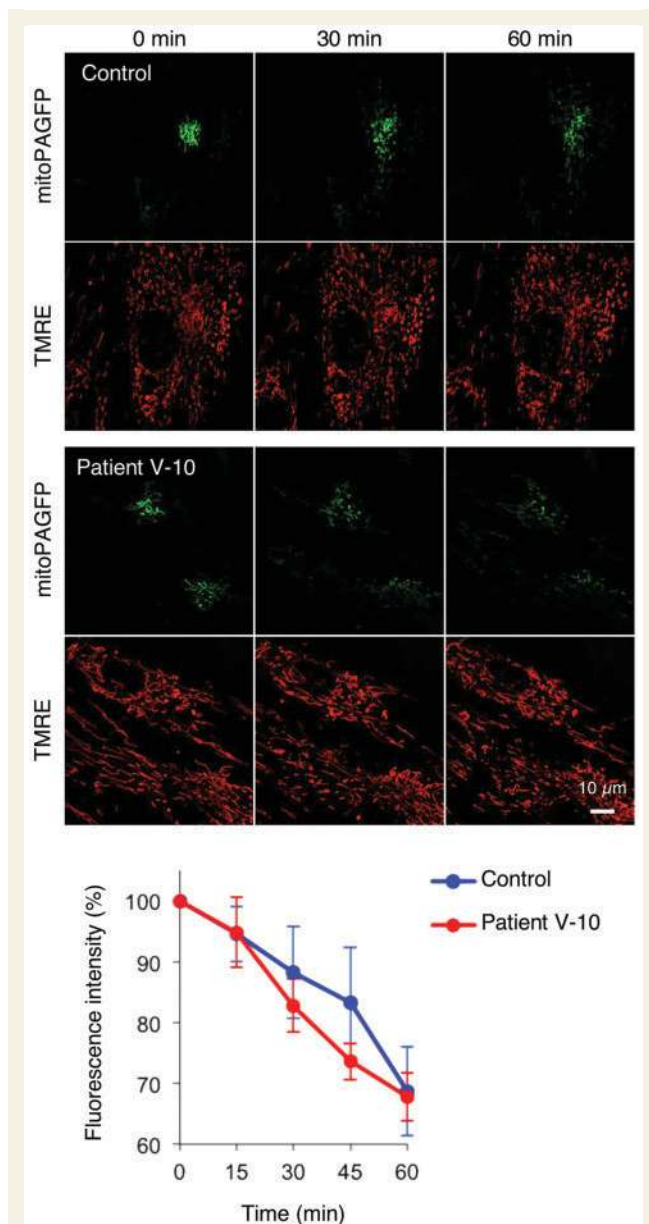 0 min 30 min 60 min
Control
mitoPAGFP
TMRE
Patient V-10
mitoPAGFP
TMRE
10 µm
Control
Patient V-10
Fluorescence intensity (%)
100
90
80
70
60
0 15 30 45 60
Time (min)